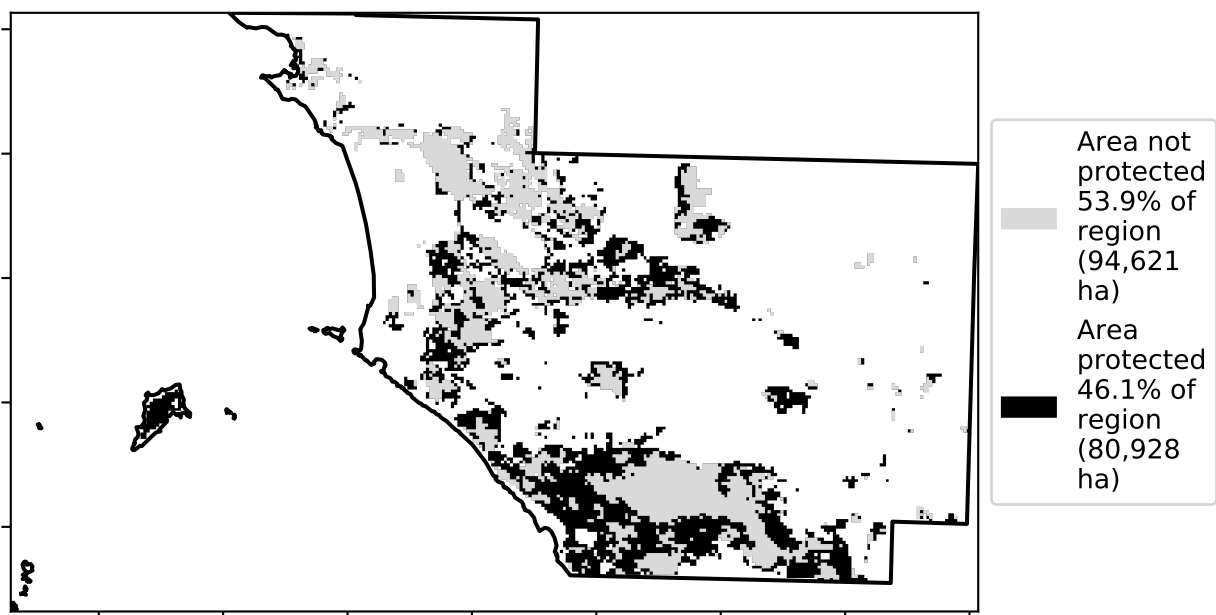 Area not
protected
53.9% of
region
(94,621
ha)
Area
protected
46.1% of
region
(80,928
ha)